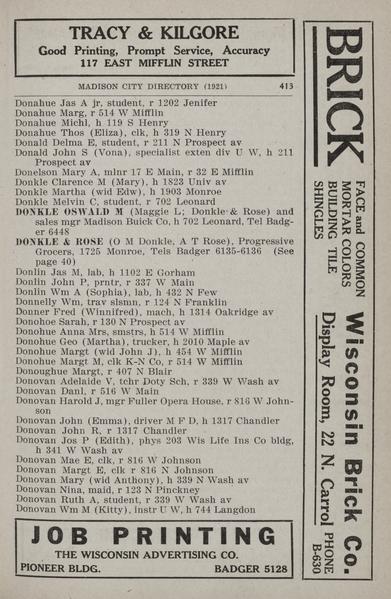 TRACY & KILGORE
Good Printing, Prompt Service, Accuracy
117 EAST MIFFLIN STREET
MADISON CITY DIRECTORY (1921) 413
Donahue Jas A jr, student, r 1202 Jenifer
Donahue Marg, r 514 W Mifflin
Donahue Michl, h 119 S Henry
Donahue Thos (Eliza), clk, h 319 N Henry
Donald Delma E, student, r 211 N Prospect av
Donald John S (Vona), specialist exten div U W, h 211
Prospect av
Donelson Mary A, mlnr 17 E Main, r 32 E Mifflin
Donkle Clarence M (Mary), h 1823 Univ av
Donkle Martha (wid Edw), h 1903 Monroe
Donkle Melvin C, student, r 702 Leonard
DONKLE OSWALD M (Maggie L; Donkle & Rose) and
sales mgr Madison Buick Co, h 702 Leonard, Tel Badg-
er 6448
DONKLE & ROSE (O M Donkle, A T Rose), Progressive
Grocers, 1725 Monroe, Tels Badger 6135-6136 (See
page 40)
Donlin Jas M, lab, h 1102 E Gorham
Donlin John P, prntr, r 337 W Main
Donlin Wm A (Sophia), lab, h 432 N Few
Donnelly Wm, trav slsmn, r 124 N Franklin
Donner Fred (Winnifred), mach, h 1314 Oakridge av
Donohoe Sarah, r 130 N Prospect av
Donohue Anna Mrs, smstrs, h 514 W Mifflin
Donohue Geo (Martha), trucker, h 2010 Maple av
Donohue Margt (wid John J), h 454 W Mifflin
Donohue Margt M, clk K-N Co, r 514 W Mifflin
Donoughue Margt, r 407 N Blair
Donovan Adelaide V, tchr Doty Sch, r 339 W Wash av
Donovan Danl, r 516 W Main
Donovan Harold J, mgr Fuller Opera House, r 816 W John-
son
Donovan John (Emma), driver M F D, h 1317 Chandler
Donovan John R, r 1317 Chandler
Donovan Jos P (Edith), phys 203 Wis Life Ins Co bldg,
h 341 W Wash av
Donovan Mae E, clk, r 816 W Johnson
Donovan Margt E, clk r 816 N Johnson
Donovan Mary (wid Anthony), h 339 N Wash av
Donovan Nina, maid, r 123 N Pinckney
Donovan Ruth A, student, r 339 W Wash av
Donovan Wm M (Kitty), instr U W, h 744 Langdon
JOB PRINTING
THE WISCONSIN ADVERTISING CO.
PIONEER BLDG. BADGER 5128
BRICK
FACE and COMMON
MORTAR COLORS
BUILDING TILE
SHINGLES
Wisconsin Brick Co.
Display Room, 22 N. Carrol
PHONE
B-630